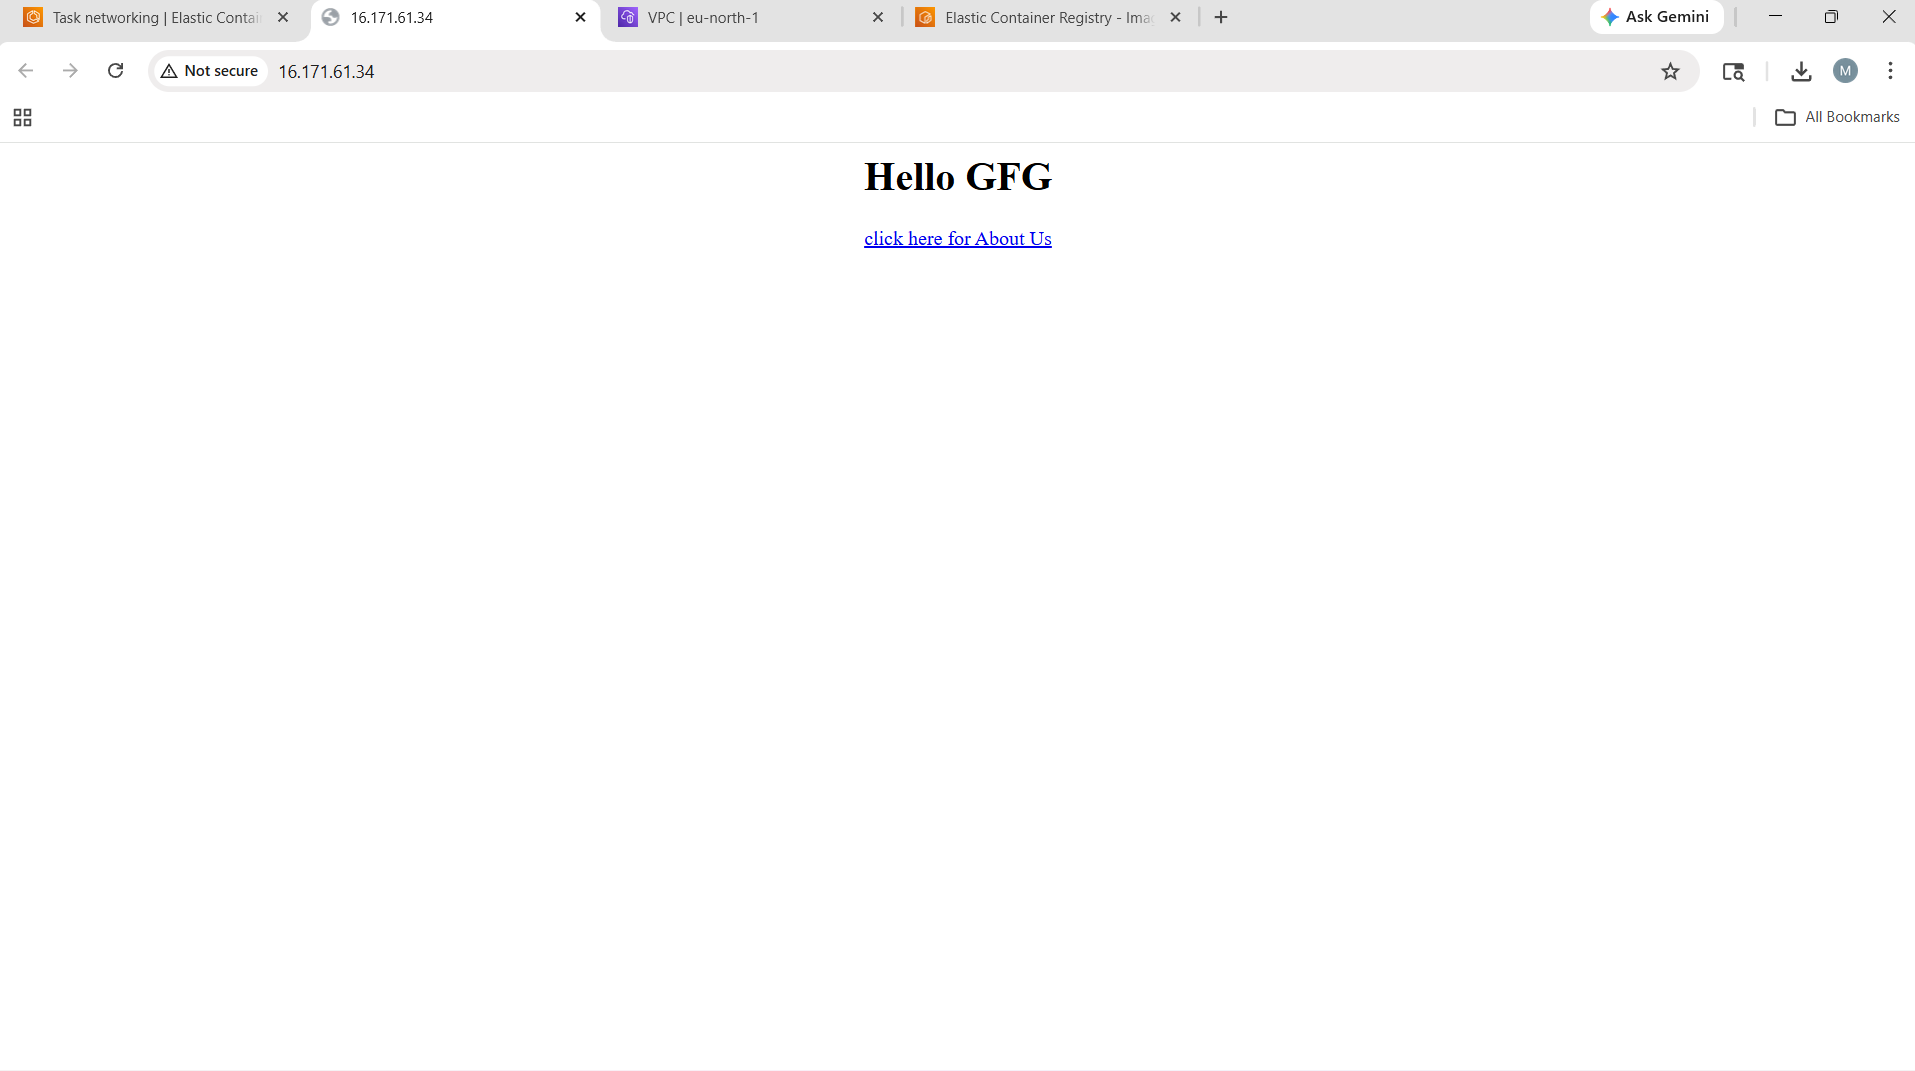 Task networking | Elastic Contai
16.171.61.34
VPC | eu-north-1
Elastic Container Registry - Ima
Ask Gemini
Not secure
16.171.61.34
M
All Bookmarks
Hello GFG
click here for About Us